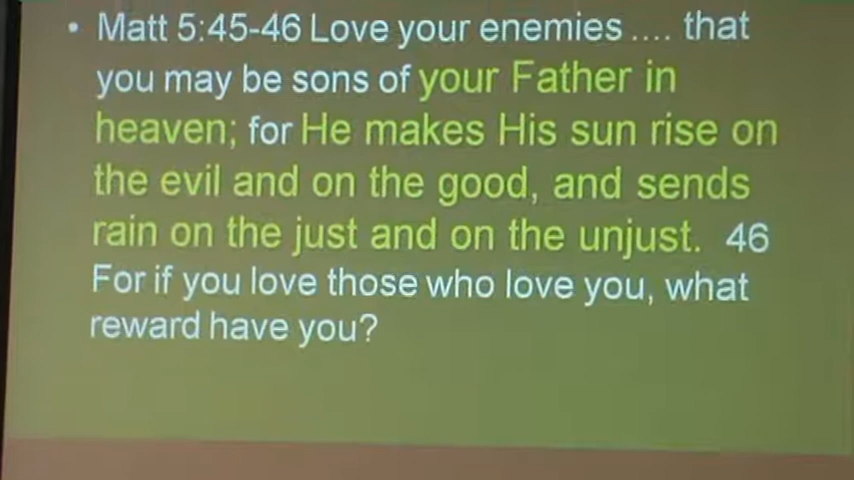 • Matt 5:45-46 Love your enemies .... that
you may be sons of your Father in
heaven; for He makes His sun rise on
the evil and on the good, and sends
rain on the just and on the unjust. 46
For if you love those who love you, what
reward have you?